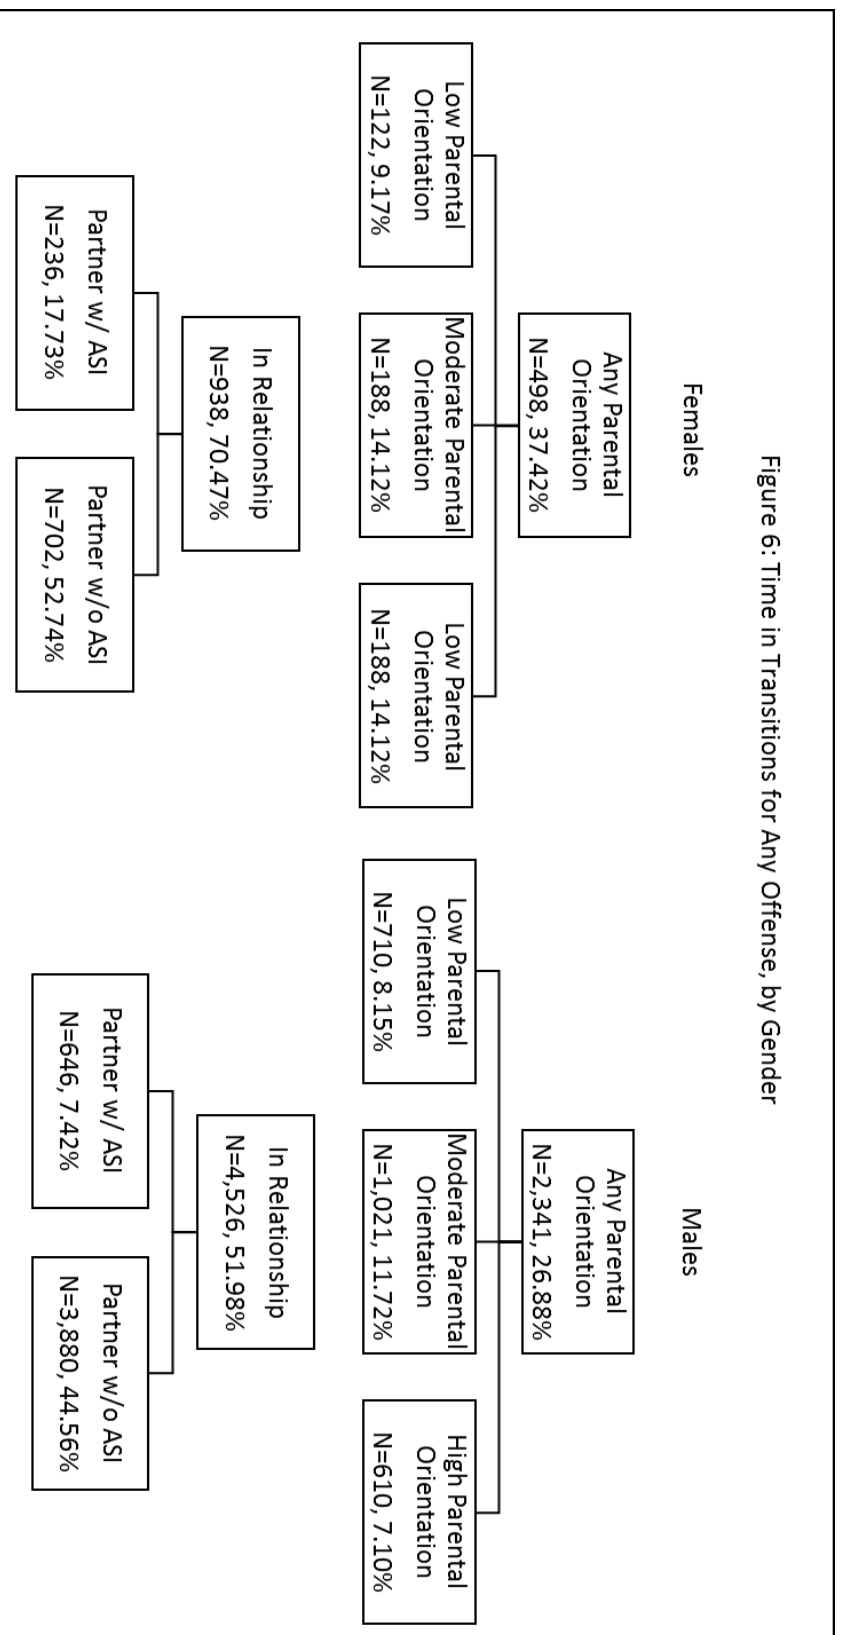 Figure 6: Time in Transitions for Any Offense, by Gender
Females
Any Parental
Orientation
N=498, 37.42%
Low Parental
Orientation
N=122, 9.17%
Moderate Parental
Orientation
N=188, 14.12%
Low Parental
Orientation
N=188, 14.12%
In Relationship
N=938, 70.47%
Partner w/ ASI
N=236, 17.73%
Partner w/o ASI
N=702, 52.74%
Males
Any Parental
Orientation
N=2,341, 26.88%
Low Parental
Orientation
N=710, 8.15%
Moderate Parental
Orientation
N=1,021, 11.72%
High Parental
Orientation
N=610, 7.10%
In Relationship
N=4,526, 51.98%
Partner w/ ASI
N=646, 7.42%
Partner w/o ASI
N=3,880, 44.56%